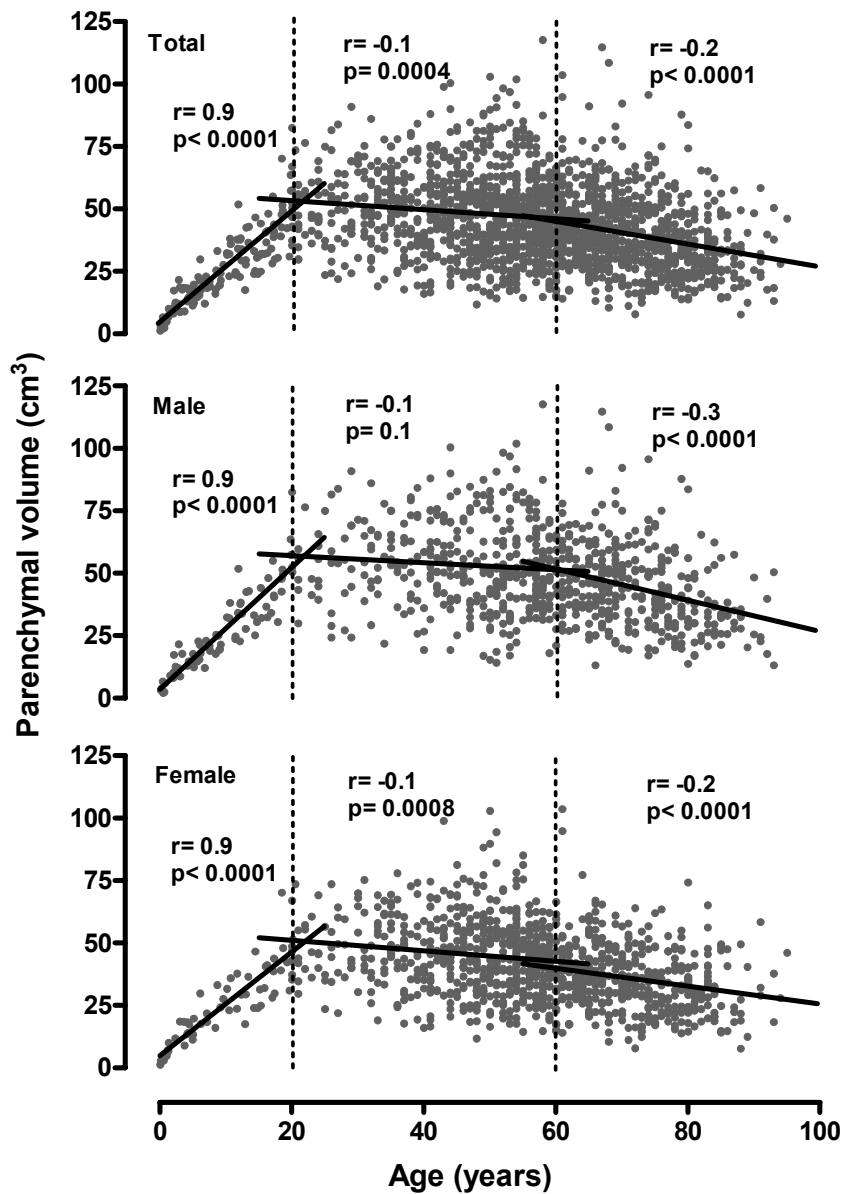 125
Total
r= -0.1
p= 0.0004
r= -0.2
p< 0.0001
100
r= 0.9
p< 0.0001
75
50
25
0
Parenchymal volume (cm³)
125
Male
r= -0.1
p= 0.1
r= -0.3
p< 0.0001
100
r= 0.9
p< 0.0001
75
50
25
0
125
Female
r= -0.1
p= 0.0008
r= -0.2
p< 0.0001
100
r= 0.9
p< 0.0001
75
50
25
0
0 20 40 60 80 100
Age (years)